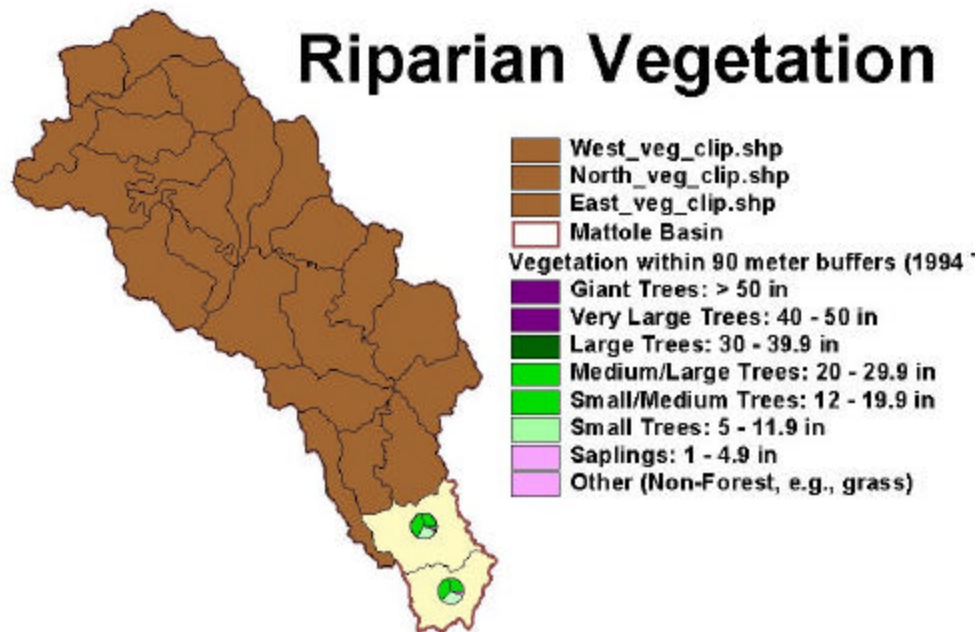 Riparian Vegetation
West_veg_clip.shp
North_veg_clip.shp
East_veg_clip.shp
Mattole Basin
Vegetation within 90 meter buffers (1994
Giant Trees: > 50 in
Very Large Trees: 40 - 50 in
Large Trees: 30 - 39.9 in
Medium/Large Trees: 20 - 29.9 in
Small/Medium Trees: 12 - 19.9 in
Small Trees: 5 - 11.9 in
Saplings: 1 - 4.9 in
Other (Non-Forest, e.g., grass)